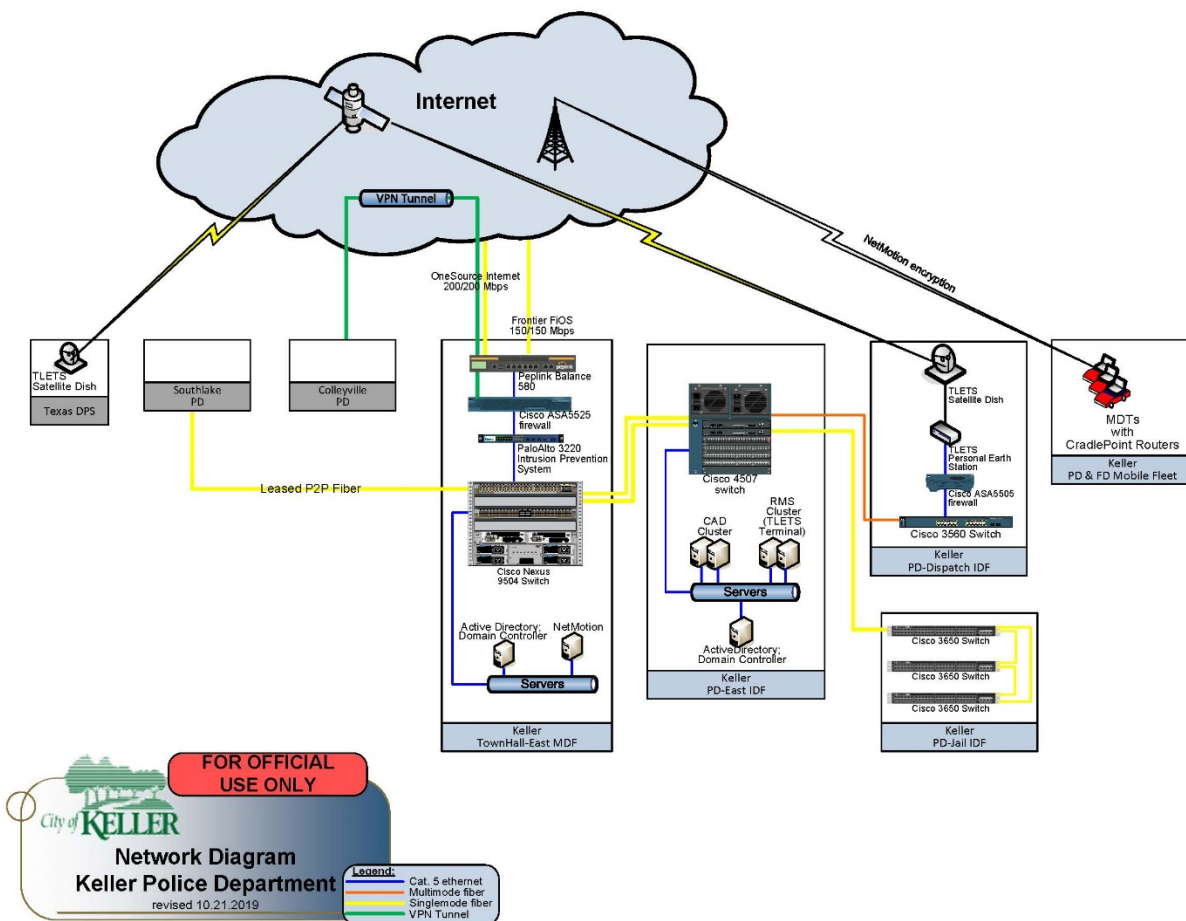 Internet
VPN Tunnel
OneSource Internet
200/200 Mbps
Frontier FiOS
150/150 Mbps
NetMotion encryption
TLETS
Satellite Dish
Texas DPS
Southlake
PD
Colleyville
PD
Leased P2P Fiber
peplink
Peplink Balance
580
Cisco ASA5525
firewall
PaloAlto 3220
Intrusion Prevention
System
Cisco Nexus
9504 Switch
Active Directory;
Domain Controller
NetMotion
Servers
Keller
TownHall-East MDF
Cisco 4507
switch
CAD
Cluster
RMS
Cluster
(TLETS
Terminal)
Servers
ActiveDirectory;
Domain Controller
Keller
PD-East IDF
TLETS
Satellite Dish
TLETS
Personal Earth
Station
Cisco ASA5505
firewall
Cisco 3560 Switch
Keller
PD-Dispatch IDF
MDTs
with
CradlePoint Routers
Keller
PD & FD Mobile Fleet
Cisco 3650 Switch
Cisco 3650 Switch
Cisco 3650 Switch
Keller
PD-Jail IDF
FOR OFFICIAL
USE ONLY
City of KELLER
Network Diagram
Keller Police Department
revised 10.21.2019
Legend:
Cat. 5 ethernet
Multimode fiber
Singlemode fiber
VPN Tunnel